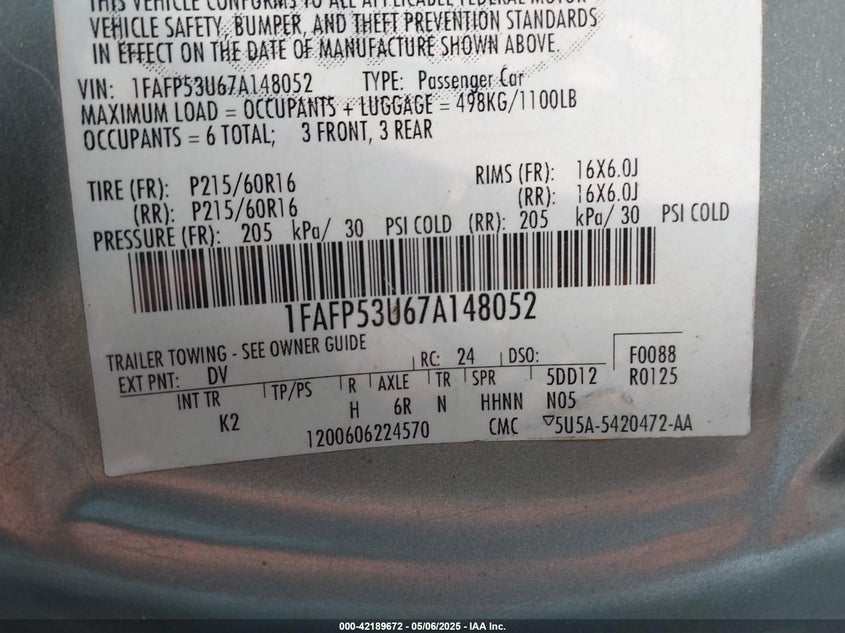 THIS VEHICLE CONFORMS TO ALL APPLICABLE FEDERAL MOTOR
VEHICLE SAFETY, BUMPER, AND THEFT PREVENTION STANDARDS
IN EFFECT ON THE DATE OF MANUFACTURE SHOWN ABOVE.
VIN: 1FAFP53U67A148052 TYPE: Passenger Car
MAXIMUM LOAD = OCCUPANTS + LUGGAGE = 498KG/1100LB
OCCUPANTS = 6 TOTAL; 3 FRONT, 3 REAR
TIRE (FR): P215/60R16 RIMS (FR): 16X6.0J
(RR): P215/60R16 (RR): 16X6.0J
PRESSURE (FR): 205 kPa/ 30 PSI COLD (RR): 205 kPa/ 30 PSI COLD
1FAFP53U67A148052
TRAILER TOWING - SEE OWNER GUIDE
EXT PNT: DV RC: 24 DSO: F0088
INT TR TP/PS R AXLE TR SPR 5DD12 R0125
K2 H 6R N HHNN N05
1200606224570 CMC ▽5U5A-5420472-AA
000-42189672 - 05/06/2025 - IAA Inc.